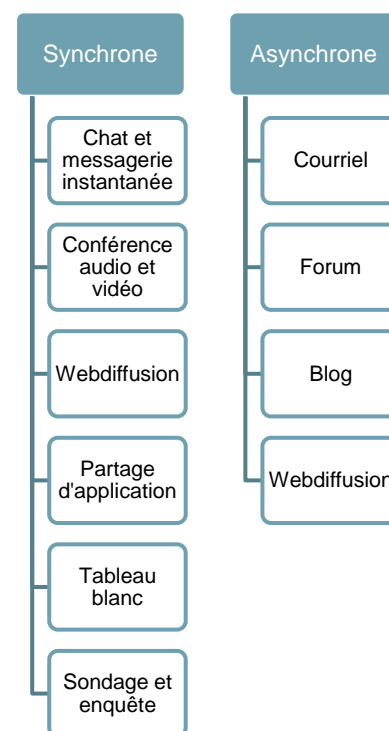 Synchrone
Chat et
messagerie
instantanée
Conférence
audio et
vidéo
Webdiffusion
Partage
d'application
Tableau
blanc
Sondage et
enquête
Asynchrone
Courriel
Forum
Blog
Webdiffusion